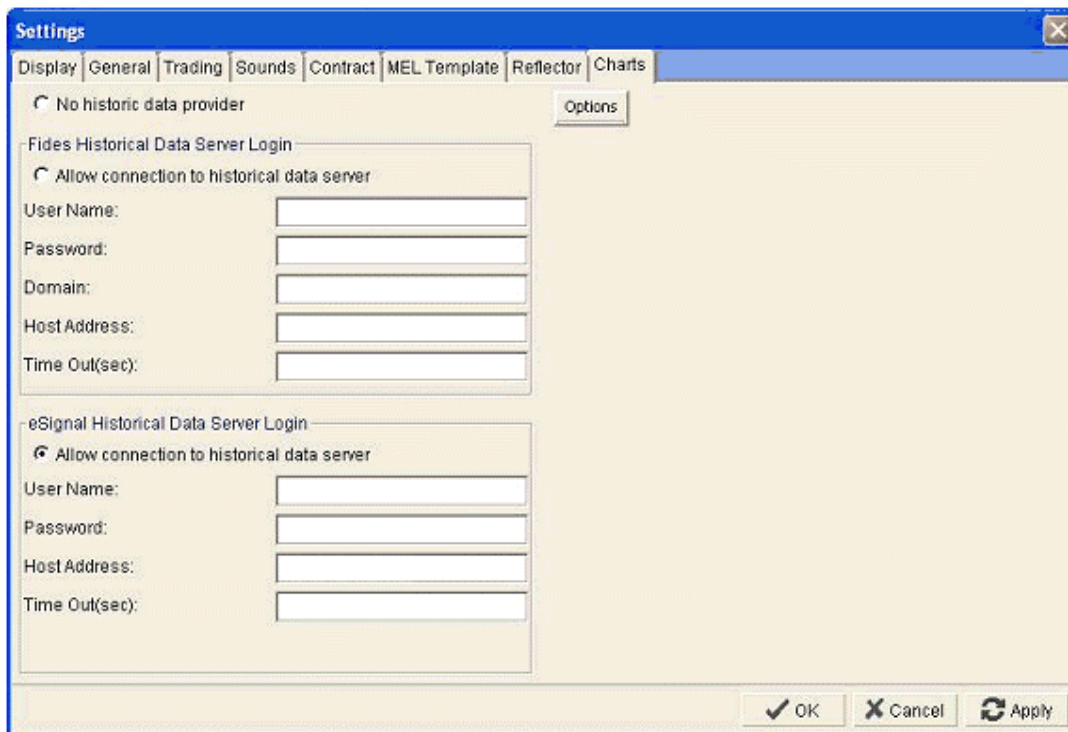 Settings
Display General Trading Sounds Contract MEL Template Reflector Charts
No historic data provider
Options
Fides Historical Data Server Login
Allow connection to historical data server
User Name:
Password:
Domain:
Host Address:
Time Out(sec):
eSignal Historical Data Server Login
Allow connection to historical data server
User Name:
Password:
Host Address:
Time Out(sec):
OK Cancel Apply